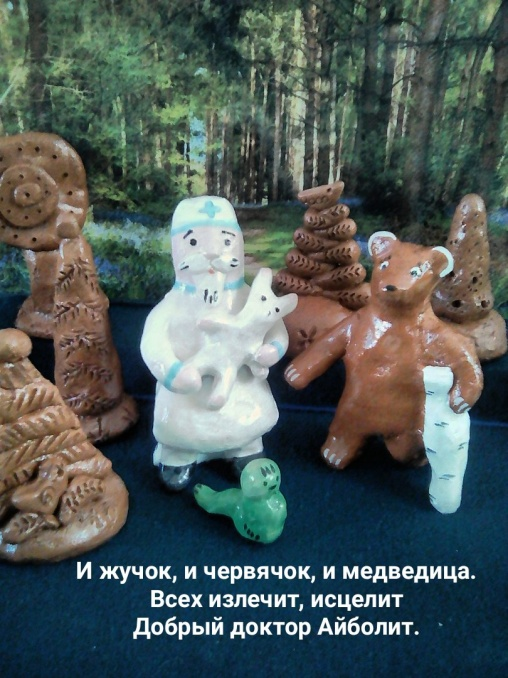 И жучок, и червячок, и медведица.
Всех излечит, исцелит
Добрый доктор Айболит.